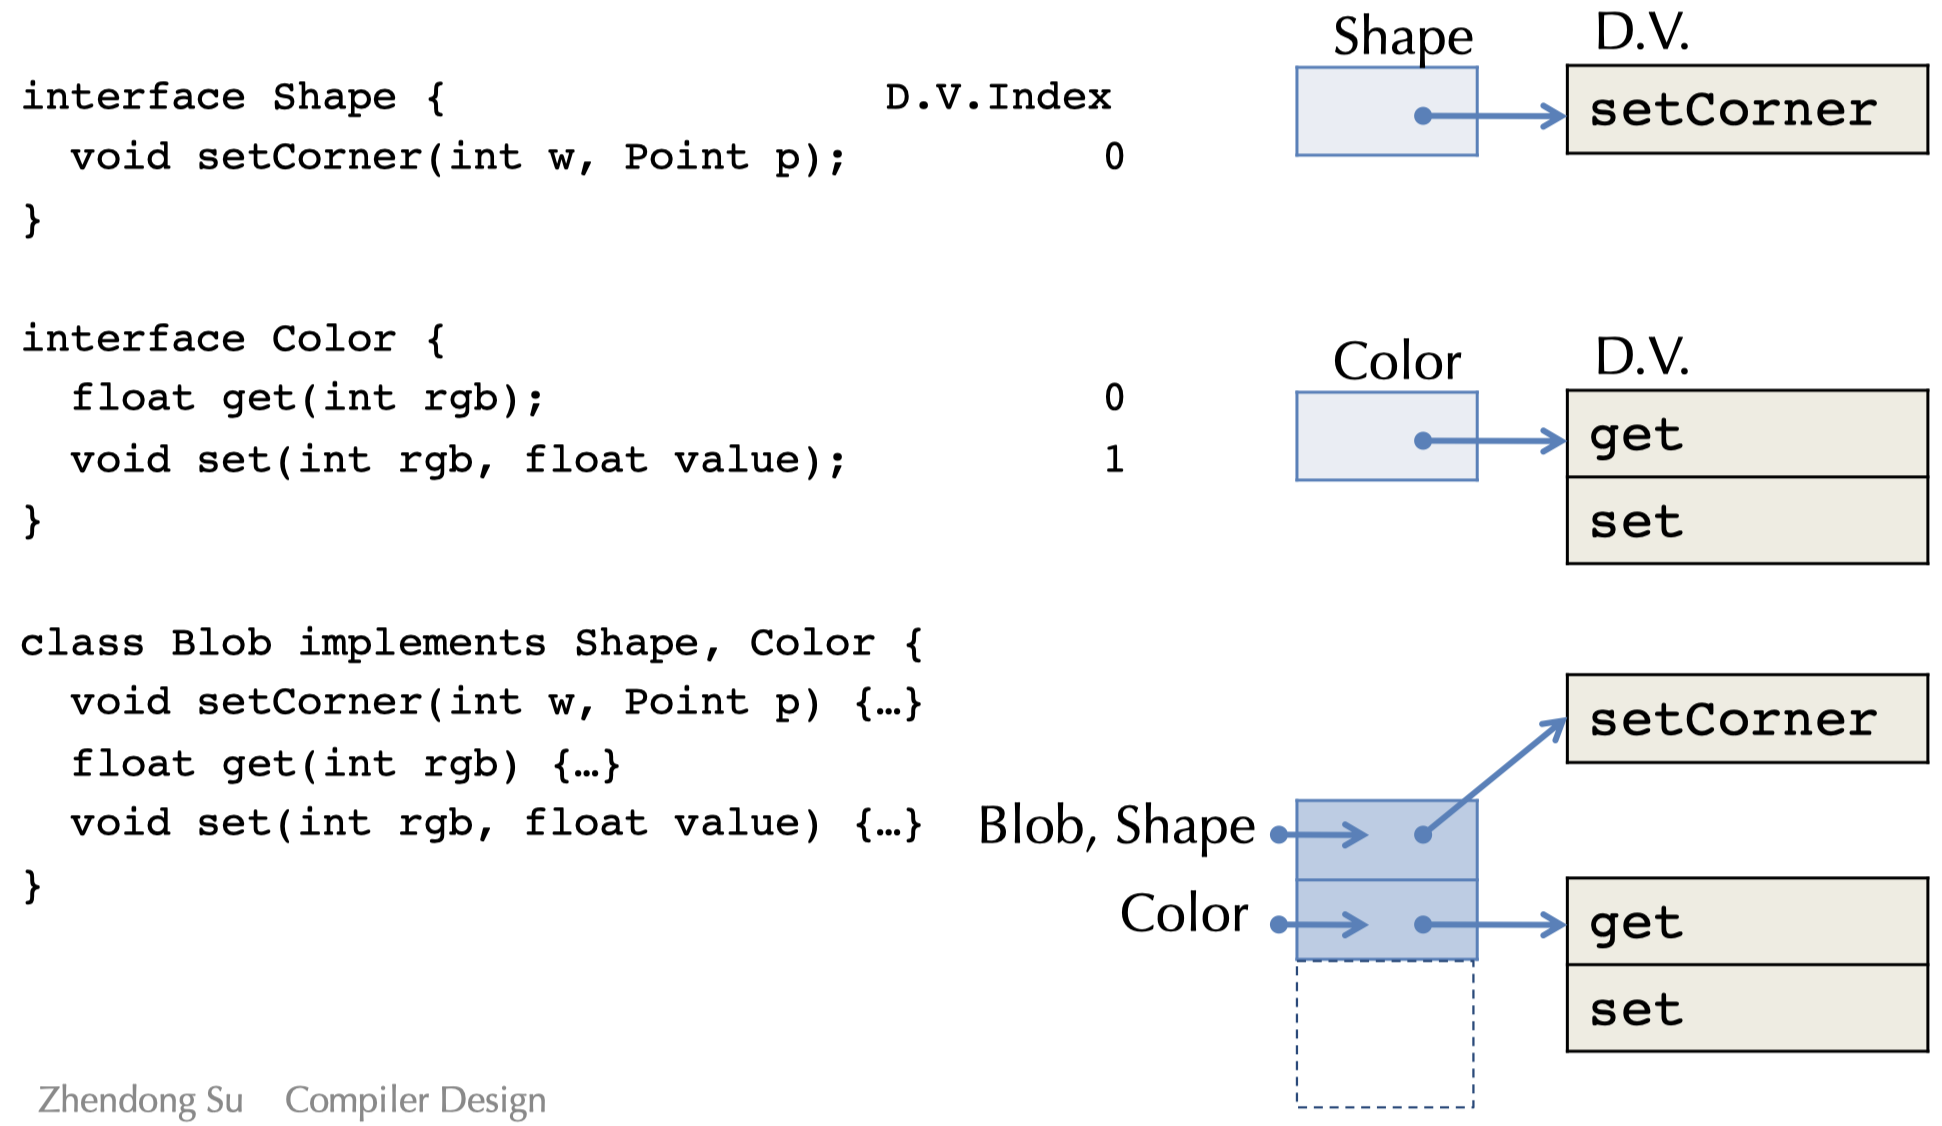 interface Shape {
D.V.Index
void setCorner(int w, Point p);
0
}
Shape
D.V.
setCorner
interface Color {
float get(int rgb);
0
void set(int rgb, float value);
1
}
Color
D.V.
get
set
class Blob implements Shape, Color {
void setCorner(int w, Point p) {…}
float get(int rgb) {…}
void set(int rgb, float value) {…}
}
Blob, Shape
Color
setCorner
get
set
Zhendong Su Compiler Design